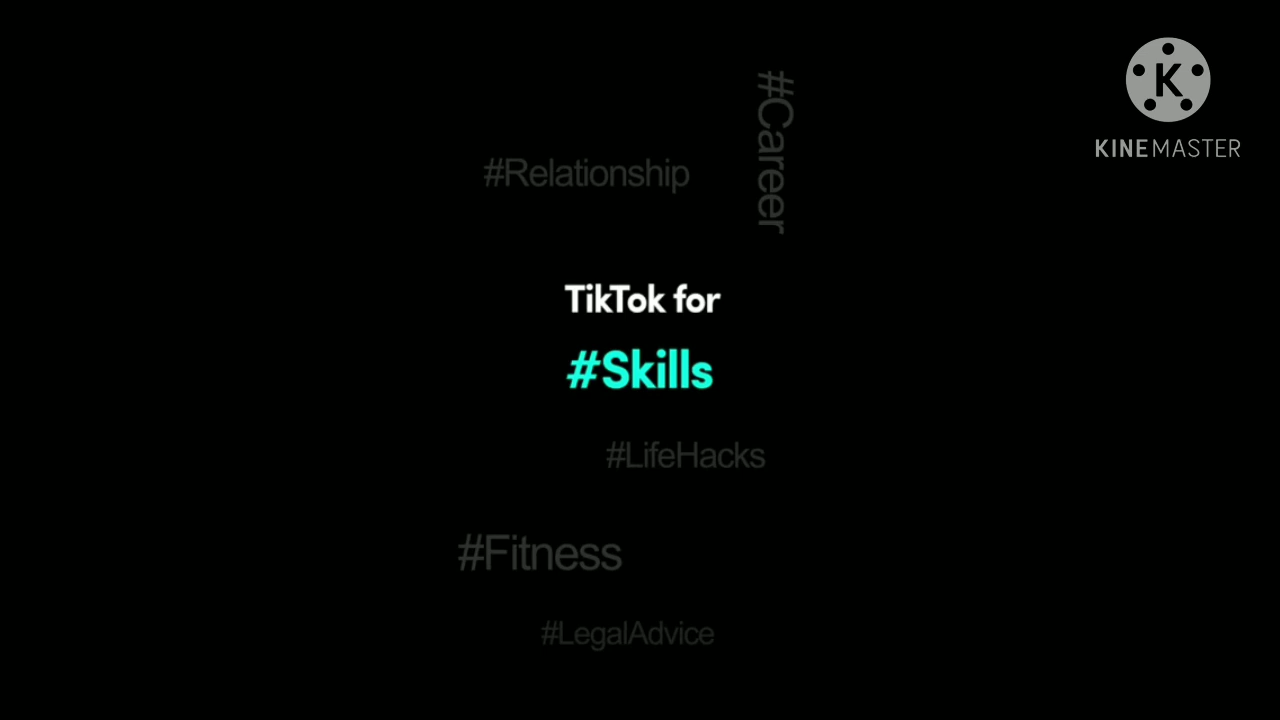 K
KINEMASTER
#Career
#Relationship
TikTok for
#Skills
#LifeHacks
#Fitness
#LegalAdvice